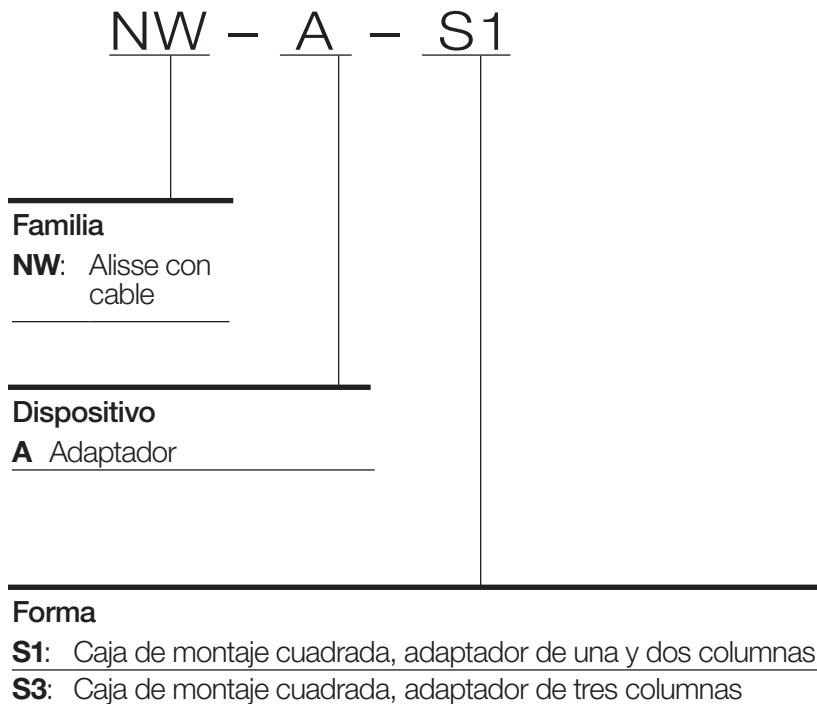 NW – A – S1
Familia
NW: Alisse con
cable
Dispositivo
A Adaptador
Forma
S1: Caja de montaje cuadrada, adaptador de una y dos columnas
S3: Caja de montaje cuadrada, adaptador de tres columnas